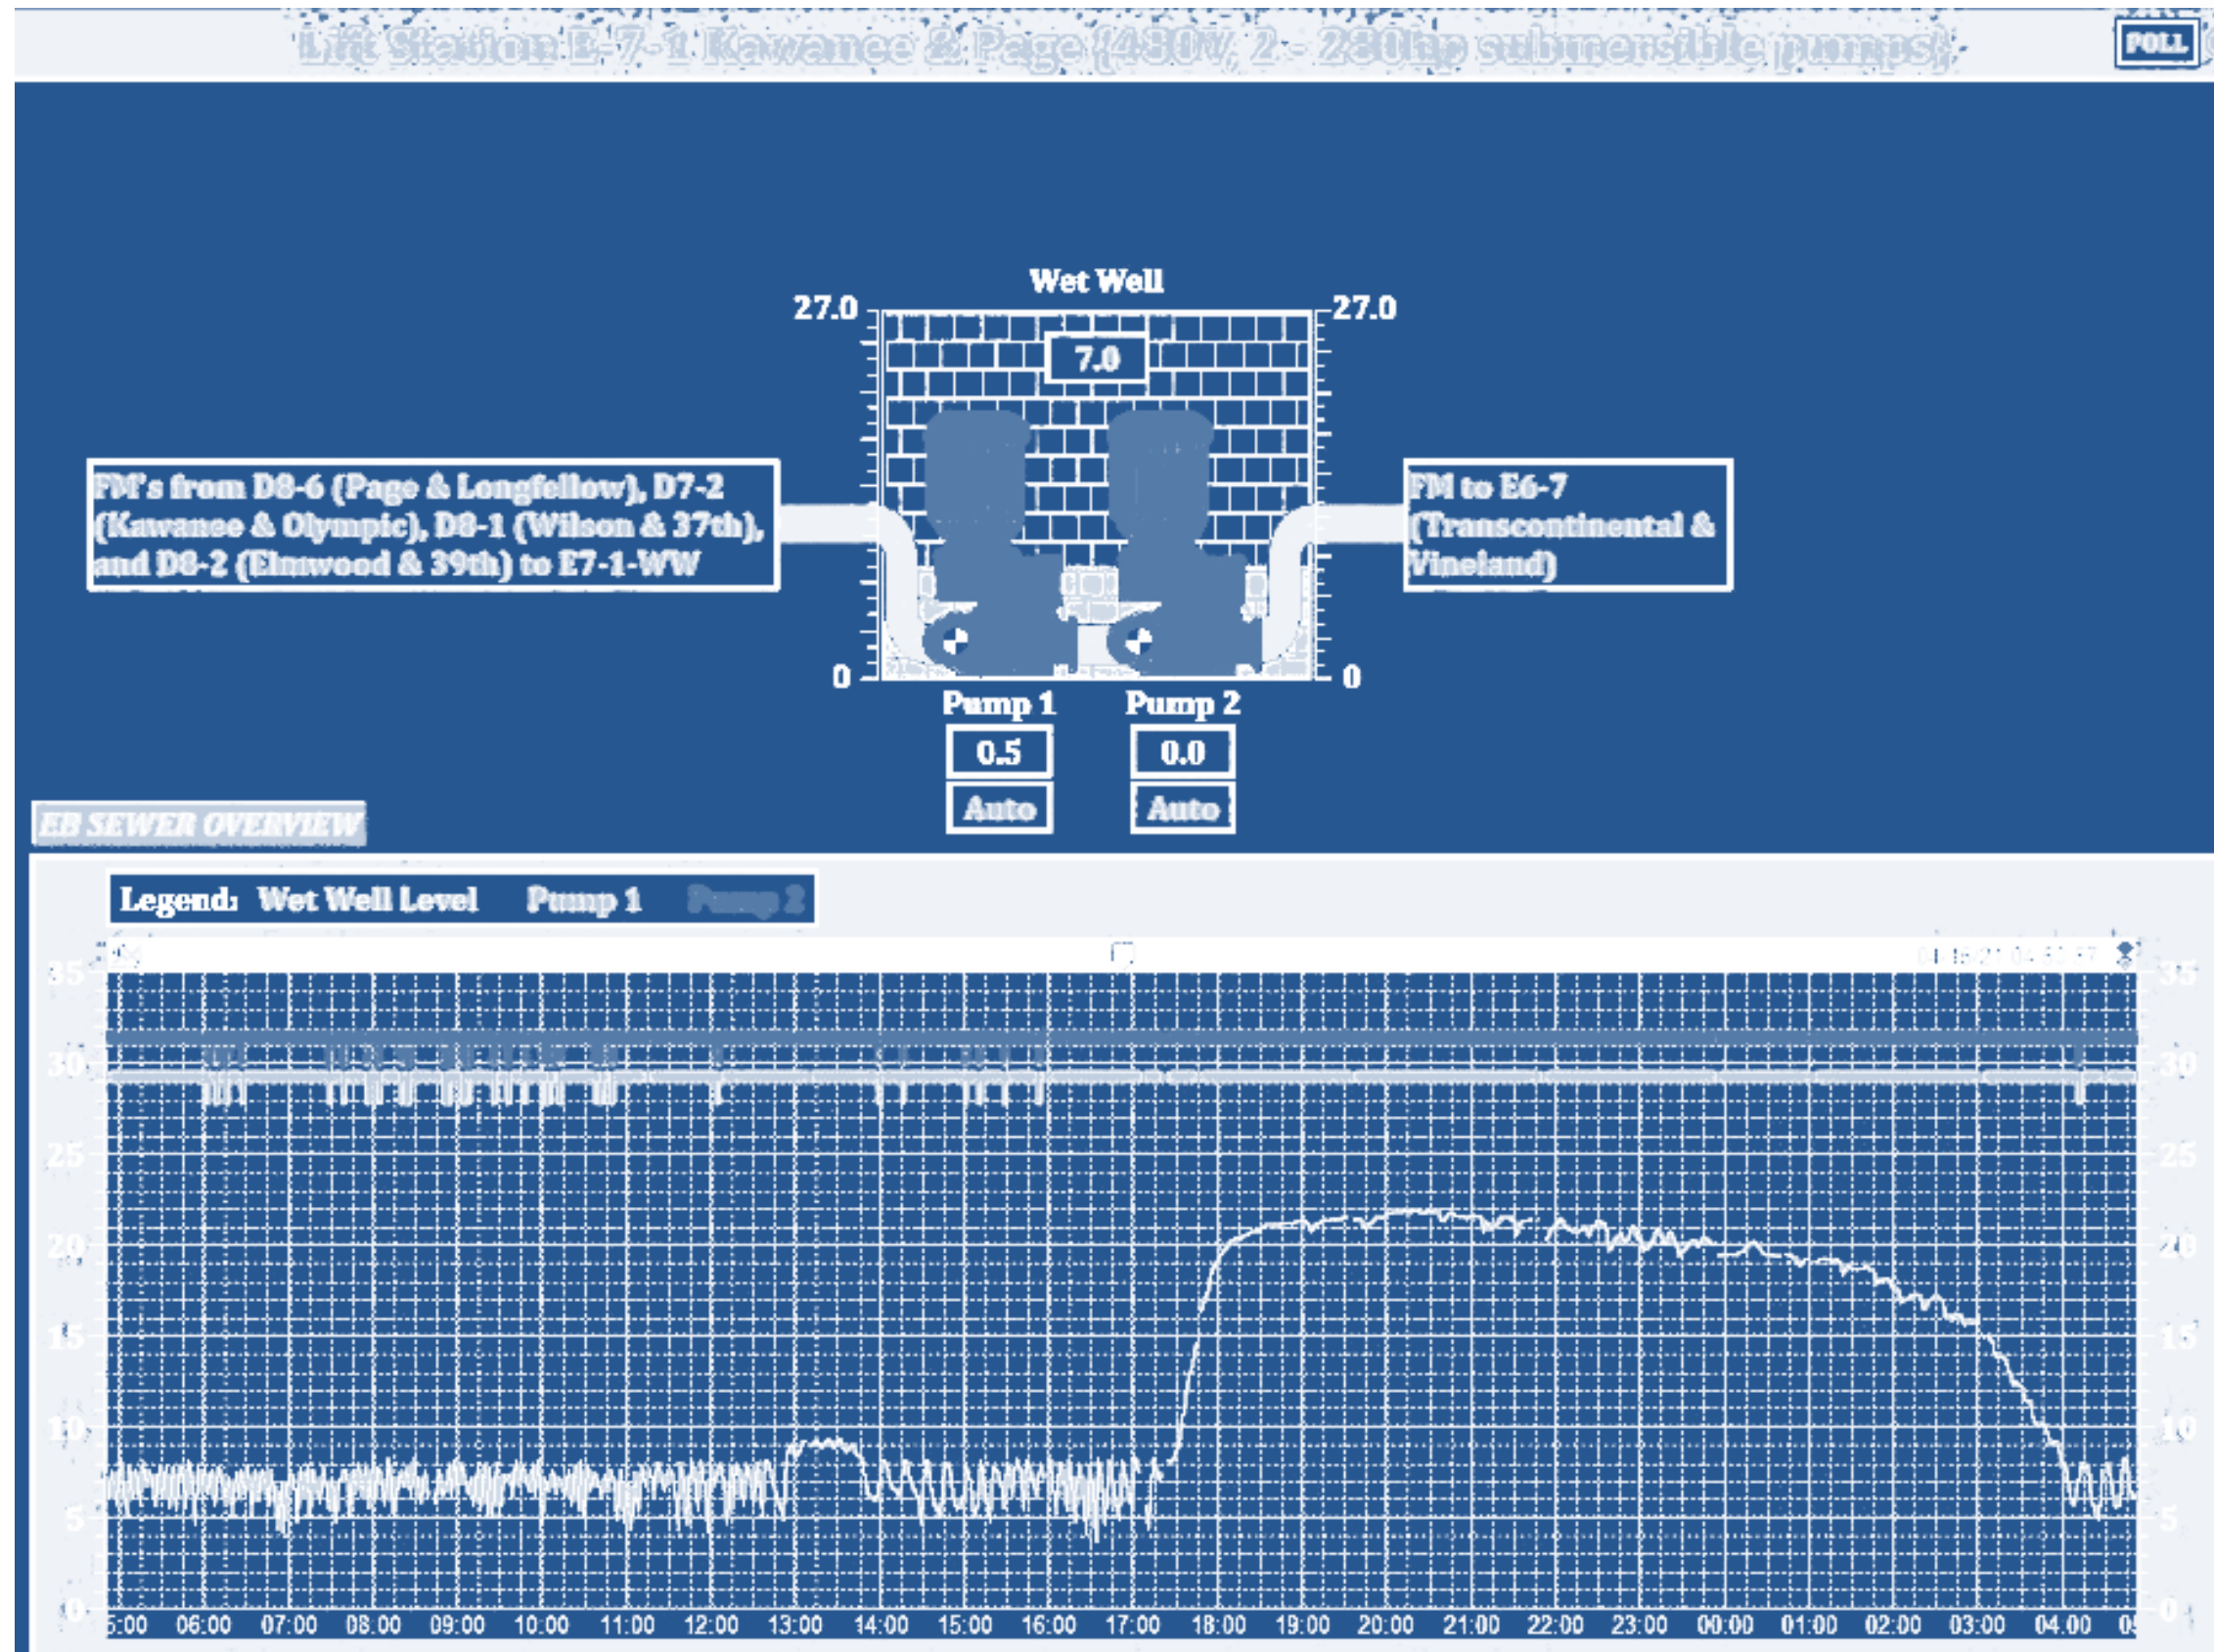 Lift Station E-7-1 Kawanee & Page (480V, 2 - 280hp submersible pumps)
POLL
Wet Well
27.0
27.0
7.0
FM's from D8-6 (Page & Longfellow), D7-2
(Kawanee & Olympic), D8-1 (Wilson & 37th),
and D8-2 (Elmwood & 39th) to E7-1-WW
FM to E6-7
(Transcontinental &
Vineland)
0
0
Pump 1
Pump 2
0.5
0.0
Auto
Auto
EB SEWER OVERVIEW
Legend: Wet Well Level Pump 1 Pump 2
35
35
30
30
25
25
20
20
15
15
10
10
5
5
0
0
5:00 06:00 07:00 08:00 09:00 10:00 11:00 12:00 13:00 14:00 15:00 16:00 17:00 18:00 19:00 20:00 21:00 22:00 23:00 00:00 01:00 02:00 03:00 04:00 05